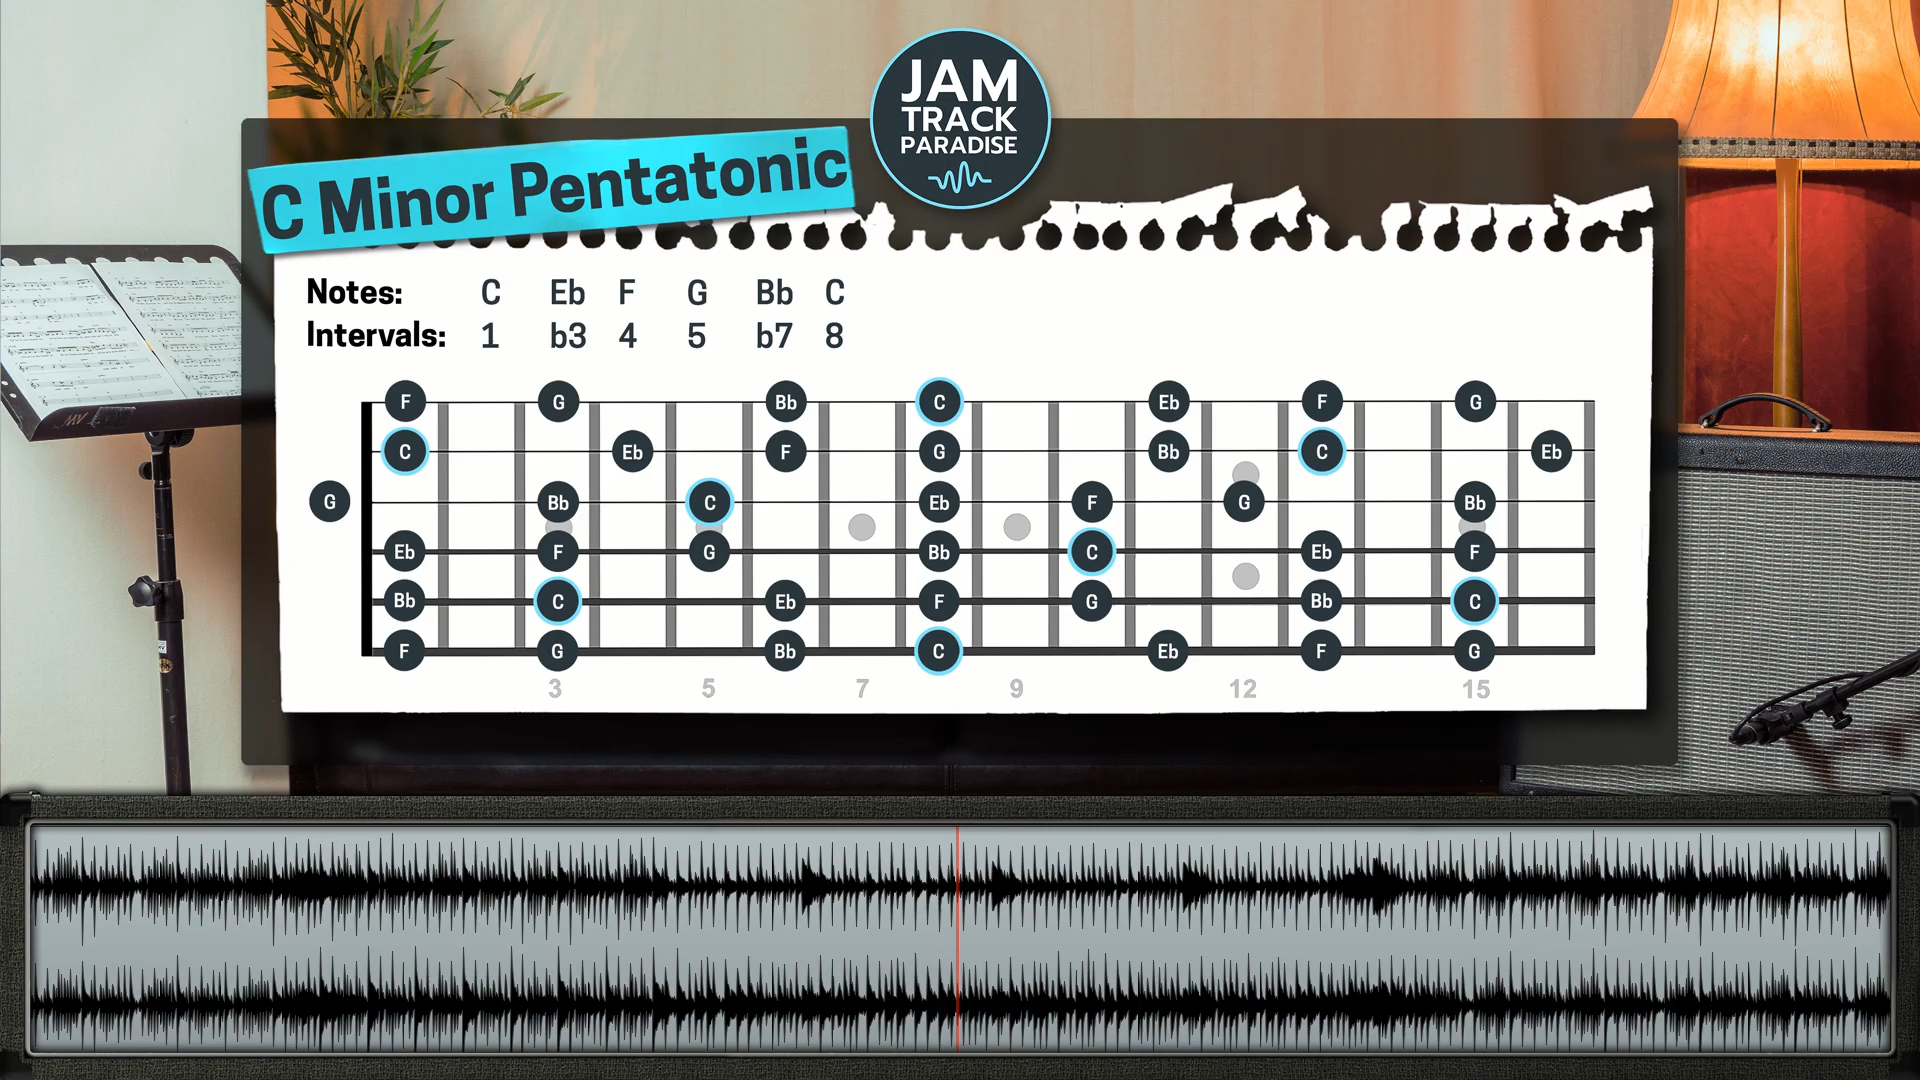 JAM
TRACK
PARADISE
C Minor Pentatonic
Notes: C Eb F G Bb C
Intervals: 1 b3 4 5 b7 8
F G Bb C Eb F G
C Eb F G Bb C Eb
G Bb C Eb F G Bb
Eb F G Bb C Eb F
Bb C Eb F G Bb C
F G Bb C Eb F G
3 5 7 9 12 15
MV